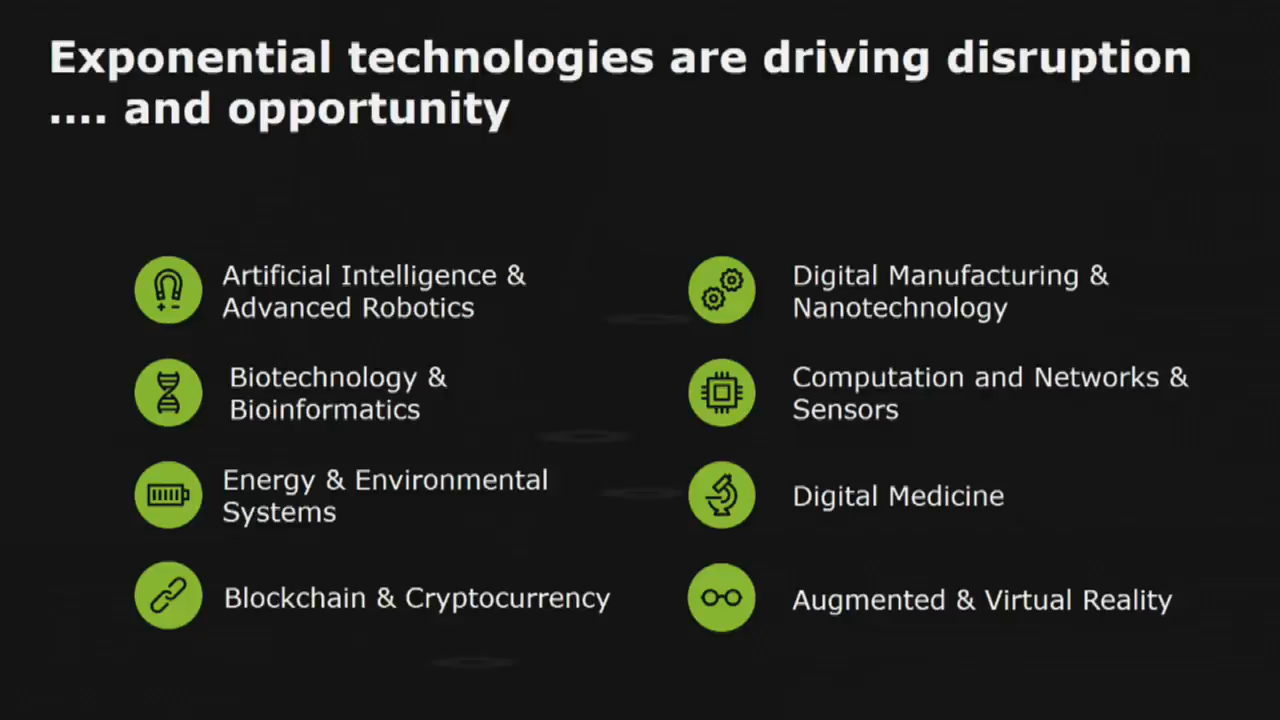 Exponential technologies are driving disruption
.... and opportunity
Artificial Intelligence &
Advanced Robotics
Biotechnology &
Bioinformatics
Energy & Environmental
Systems
Blockchain & Cryptocurrency
Digital Manufacturing &
Nanotechnology
Computation and Networks &
Sensors
Digital Medicine
Augmented & Virtual Reality